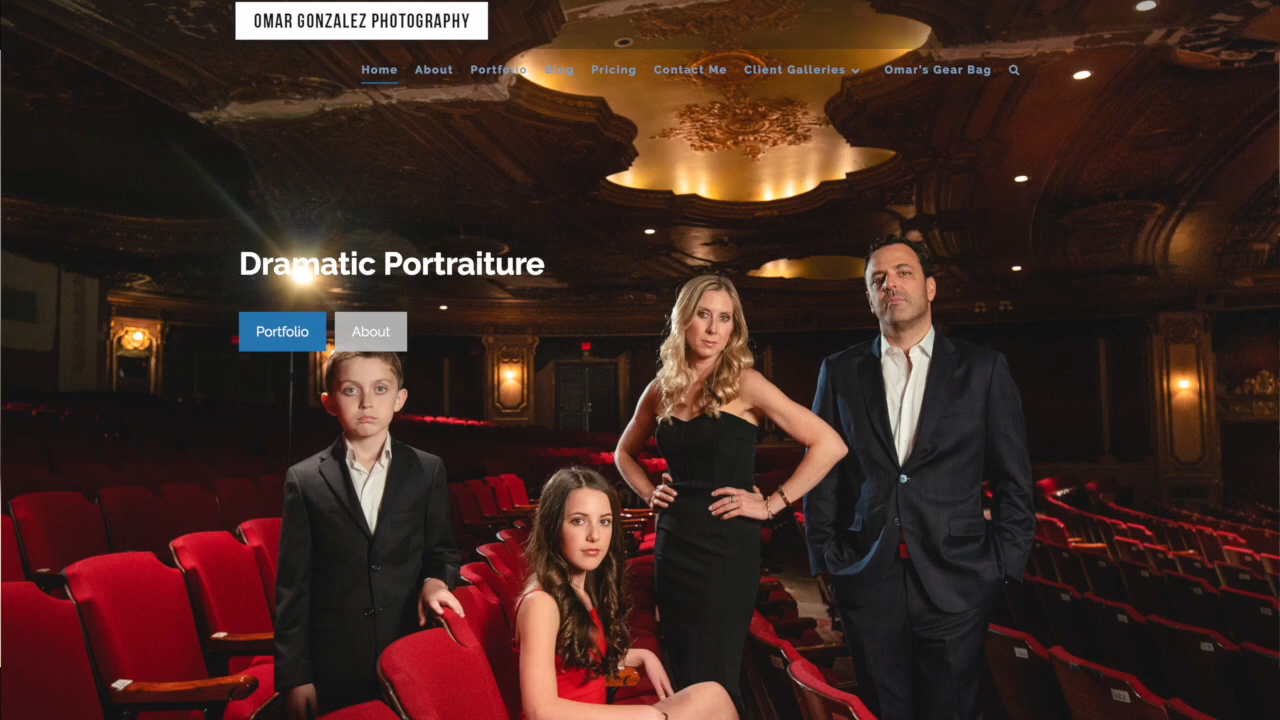 OMAR GONZALEZ PHOTOGRAPHY
Home About Portfolio Blog Pricing Contact Me Client Galleries Omar's Gear Bag
Dramatic Portraiture
Portfolio About